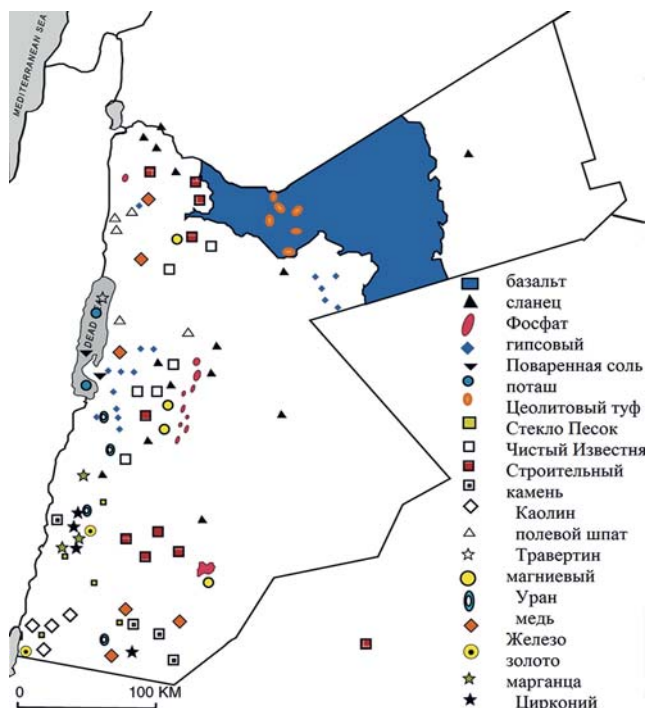 MEDITERRANEAN SEA
DEAD
базальт
сланец
Фосфат
гипсовый
Поваренная соль
поташ
Цеолитовый туф
Стекло Песок
Чистый Известня
Строительный
камень
Каолин
полевой шпат
Травертин
магниевый
Уран
медь
Железо
золото
марганца
Цирконий
0 100 KM